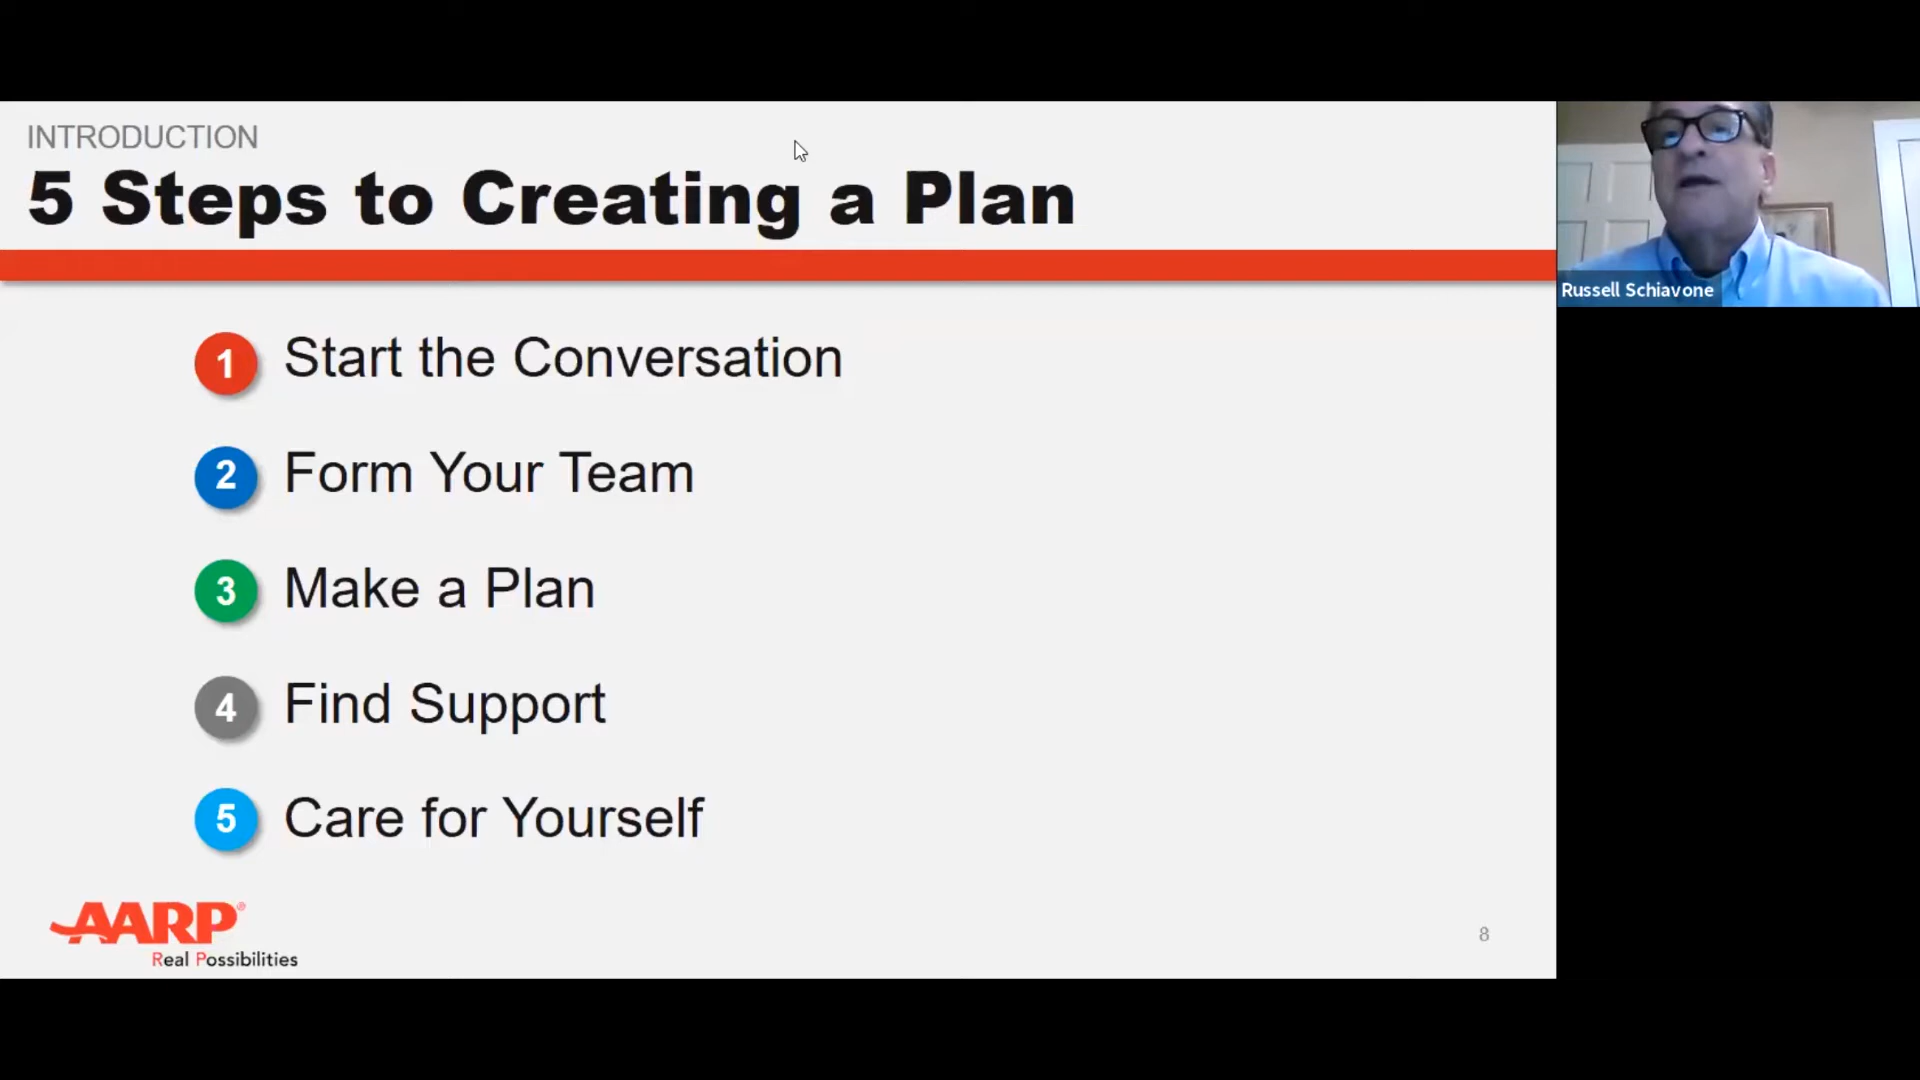 INTRODUCTION
5 Steps to Creating a Plan
1 Start the Conversation
2 Form Your Team
3 Make a Plan
4 Find Support
5 Care for Yourself
AARP®
Real Possibilities
8
Russell Schiavone